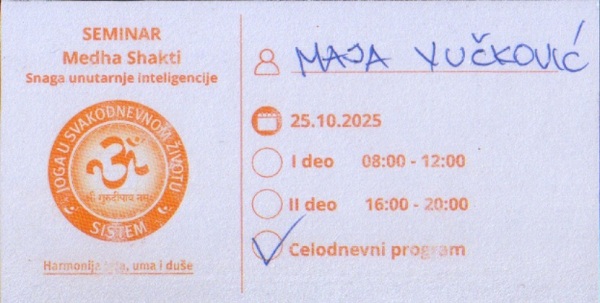 SEMINAR
Medha Shakti
Snaga unutarnje inteligencije
JOGA U SVAKODNEVNOM ŽIVOTU
ॐ
श्री गुरुदीपाय नमः
SISTEM
Harmonija tela, uma i duše
MAJA VUČKOVIĆ
25.10.2025
I deo 08:00 - 12:00
II deo 16:00 - 20:00
Celodnevni program